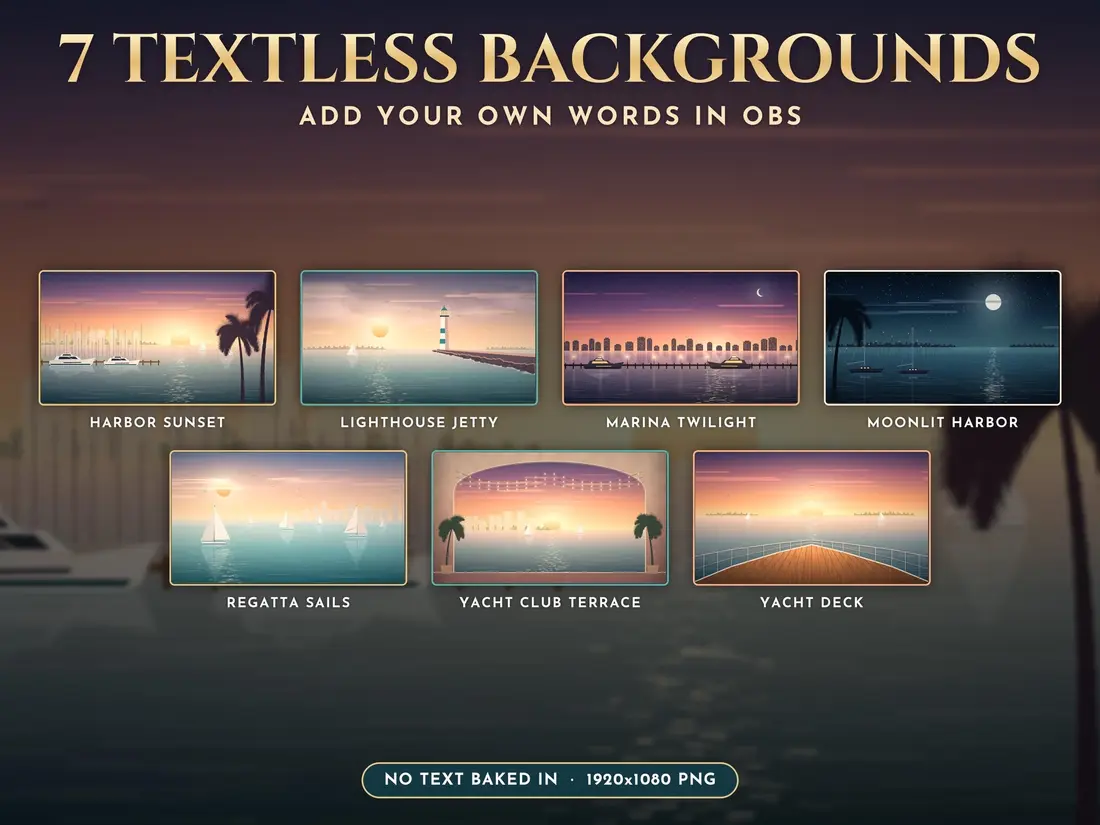 7 TEXTLESS BACKGROUNDS
ADD YOUR OWN WORDS IN OBS
HARBOR SUNSET
LIGHTHOUSE JETTY
MARINA TWILIGHT
MOONLIT HARBOR
REGATTA SAILS
YACHT CLUB TERRACE
YACHT DECK
NO TEXT BAKED IN · 1920x1080 PNG